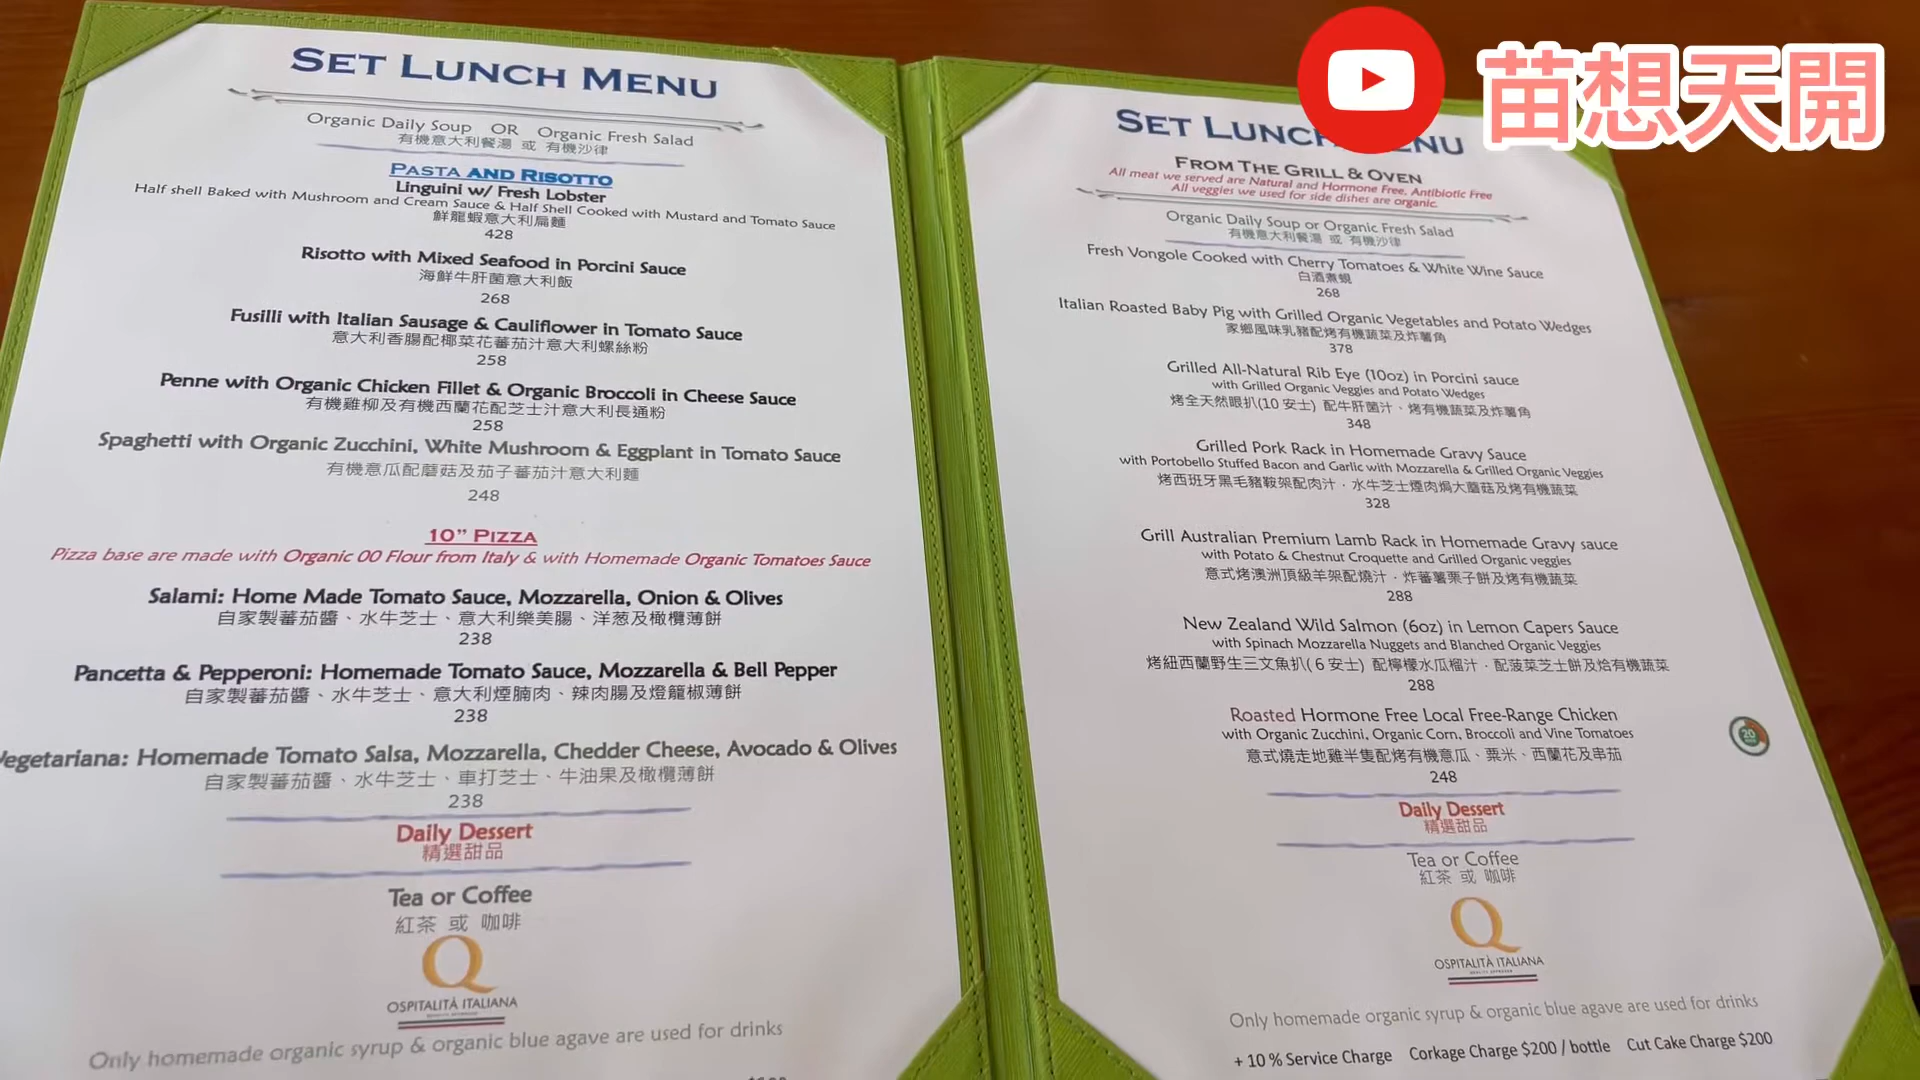 SET LUNCH MENU
Organic Daily Soup OR Organic Fresh Salad
有機意大利餐湯 或 有機沙律
PASTA AND RISOTTO
Linguini w/ Fresh Lobster
Half shell Baked with Mushroom and Cream Sauce & Half Shell Cooked with Mustard and Tomato Sauce
鮮龍蝦意大利扁麵
428
Risotto with Mixed Seafood in Porcini Sauce
海鮮牛肝菌意大利飯
268
Fusilli with Italian Sausage & Cauliflower in Tomato Sauce
意大利香腸配椰菜花蕃茄汁意大利螺絲粉
258
Penne with Organic Chicken Fillet & Organic Broccoli in Cheese Sauce
有機雞柳及有機西蘭花配芝士汁意大利長通粉
258
Spaghetti with Organic Zucchini, White Mushroom & Eggplant in Tomato Sauce
有機意瓜配蘑菇及茄子蕃茄汁意大利麵
248
10” PIZZA
Pizza base are made with Organic 00 Flour from Italy & with Homemade Organic Tomatoes Sauce
Salami: Home Made Tomato Sauce, Mozzarella, Onion & Olives
自家製蕃茄醬、水牛芝士、意大利樂美腸、洋葱及橄欖薄餅
238
Pancetta & Pepperoni: Homemade Tomato Sauce, Mozzarella & Bell Pepper
自家製蕃茄醬、水牛芝士、意大利煙腩肉、辣肉腸及燈籠椒薄餅
238
Vegetariana: Homemade Tomato Salsa, Mozzarella, Chedder Cheese, Avocado & Olives
自家製蕃茄醬、水牛芝士、車打芝士、牛油果及橄欖薄餅
238
Daily Dessert
精選甜品
Tea or Coffee
紅茶 或 咖啡
Q
OSPITALITÀ ITALIANA
Only homemade organic syrup & organic blue agave are used for drinks
苗想天開
SET LUNCH MENU
FROM THE GRILL & OVEN
All meat we served are Natural and Hormone Free, Antibiotic Free
All veggies we used for side dishes are organic.
Organic Daily Soup or Organic Fresh Salad
有機意大利餐湯 或 有機沙律
Fresh Vongole Cooked with Cherry Tomatoes & White Wine Sauce
白酒煮蜆
268
Italian Roasted Baby Pig with Grilled Organic Vegetables and Potato Wedges
家鄉風味乳豬配烤有機蔬菜及炸薯角
378
Grilled All-Natural Rib Eye (10oz) in Porcini sauce
with Grilled Organic Veggies and Potato Wedges
烤全天然眼扒(10 安士) 配牛肝菌汁．烤有機蔬菜及炸薯角
348
Grilled Pork Rack in Homemade Gravy Sauce
with Portobello Stuffed Bacon and Garlic with Mozzarella & Grilled Organic Veggies
烤西班牙黑毛豬鞍架配肉汁．水牛芝士煙肉焗大蘑菇及烤有機蔬菜
328
Grill Australian Premium Lamb Rack in Homemade Gravy sauce
with Potato & Chestnut Croquette and Grilled Organic veggies
意式烤澳洲頂級羊架配燒汁．炸蕃薯栗子餅及烤有機蔬菜
288
New Zealand Wild Salmon (6oz) in Lemon Capers Sauce
with Spinach Mozzarella Nuggets and Blanched Organic Veggies
烤紐西蘭野生三文魚扒( 6 安士) 配檸檬水瓜榴汁．配菠菜芝士餅及烚有機蔬菜
288
Roasted Hormone Free Local Free-Range Chicken
with Organic Zucchini, Organic Corn, Broccoli and Vine Tomatoes
意式燒走地雞半隻配烤有機意瓜、粟米、西蘭花及串茄
248
20
Daily Dessert
精選甜品
Tea or Coffee
紅茶 或 咖啡
Q
OSPITALITÀ ITALIANA
Only homemade organic syrup & organic blue agave are used for drinks
+ 10 % Service Charge Corkage Charge $200 / bottle Cut Cake Charge $200